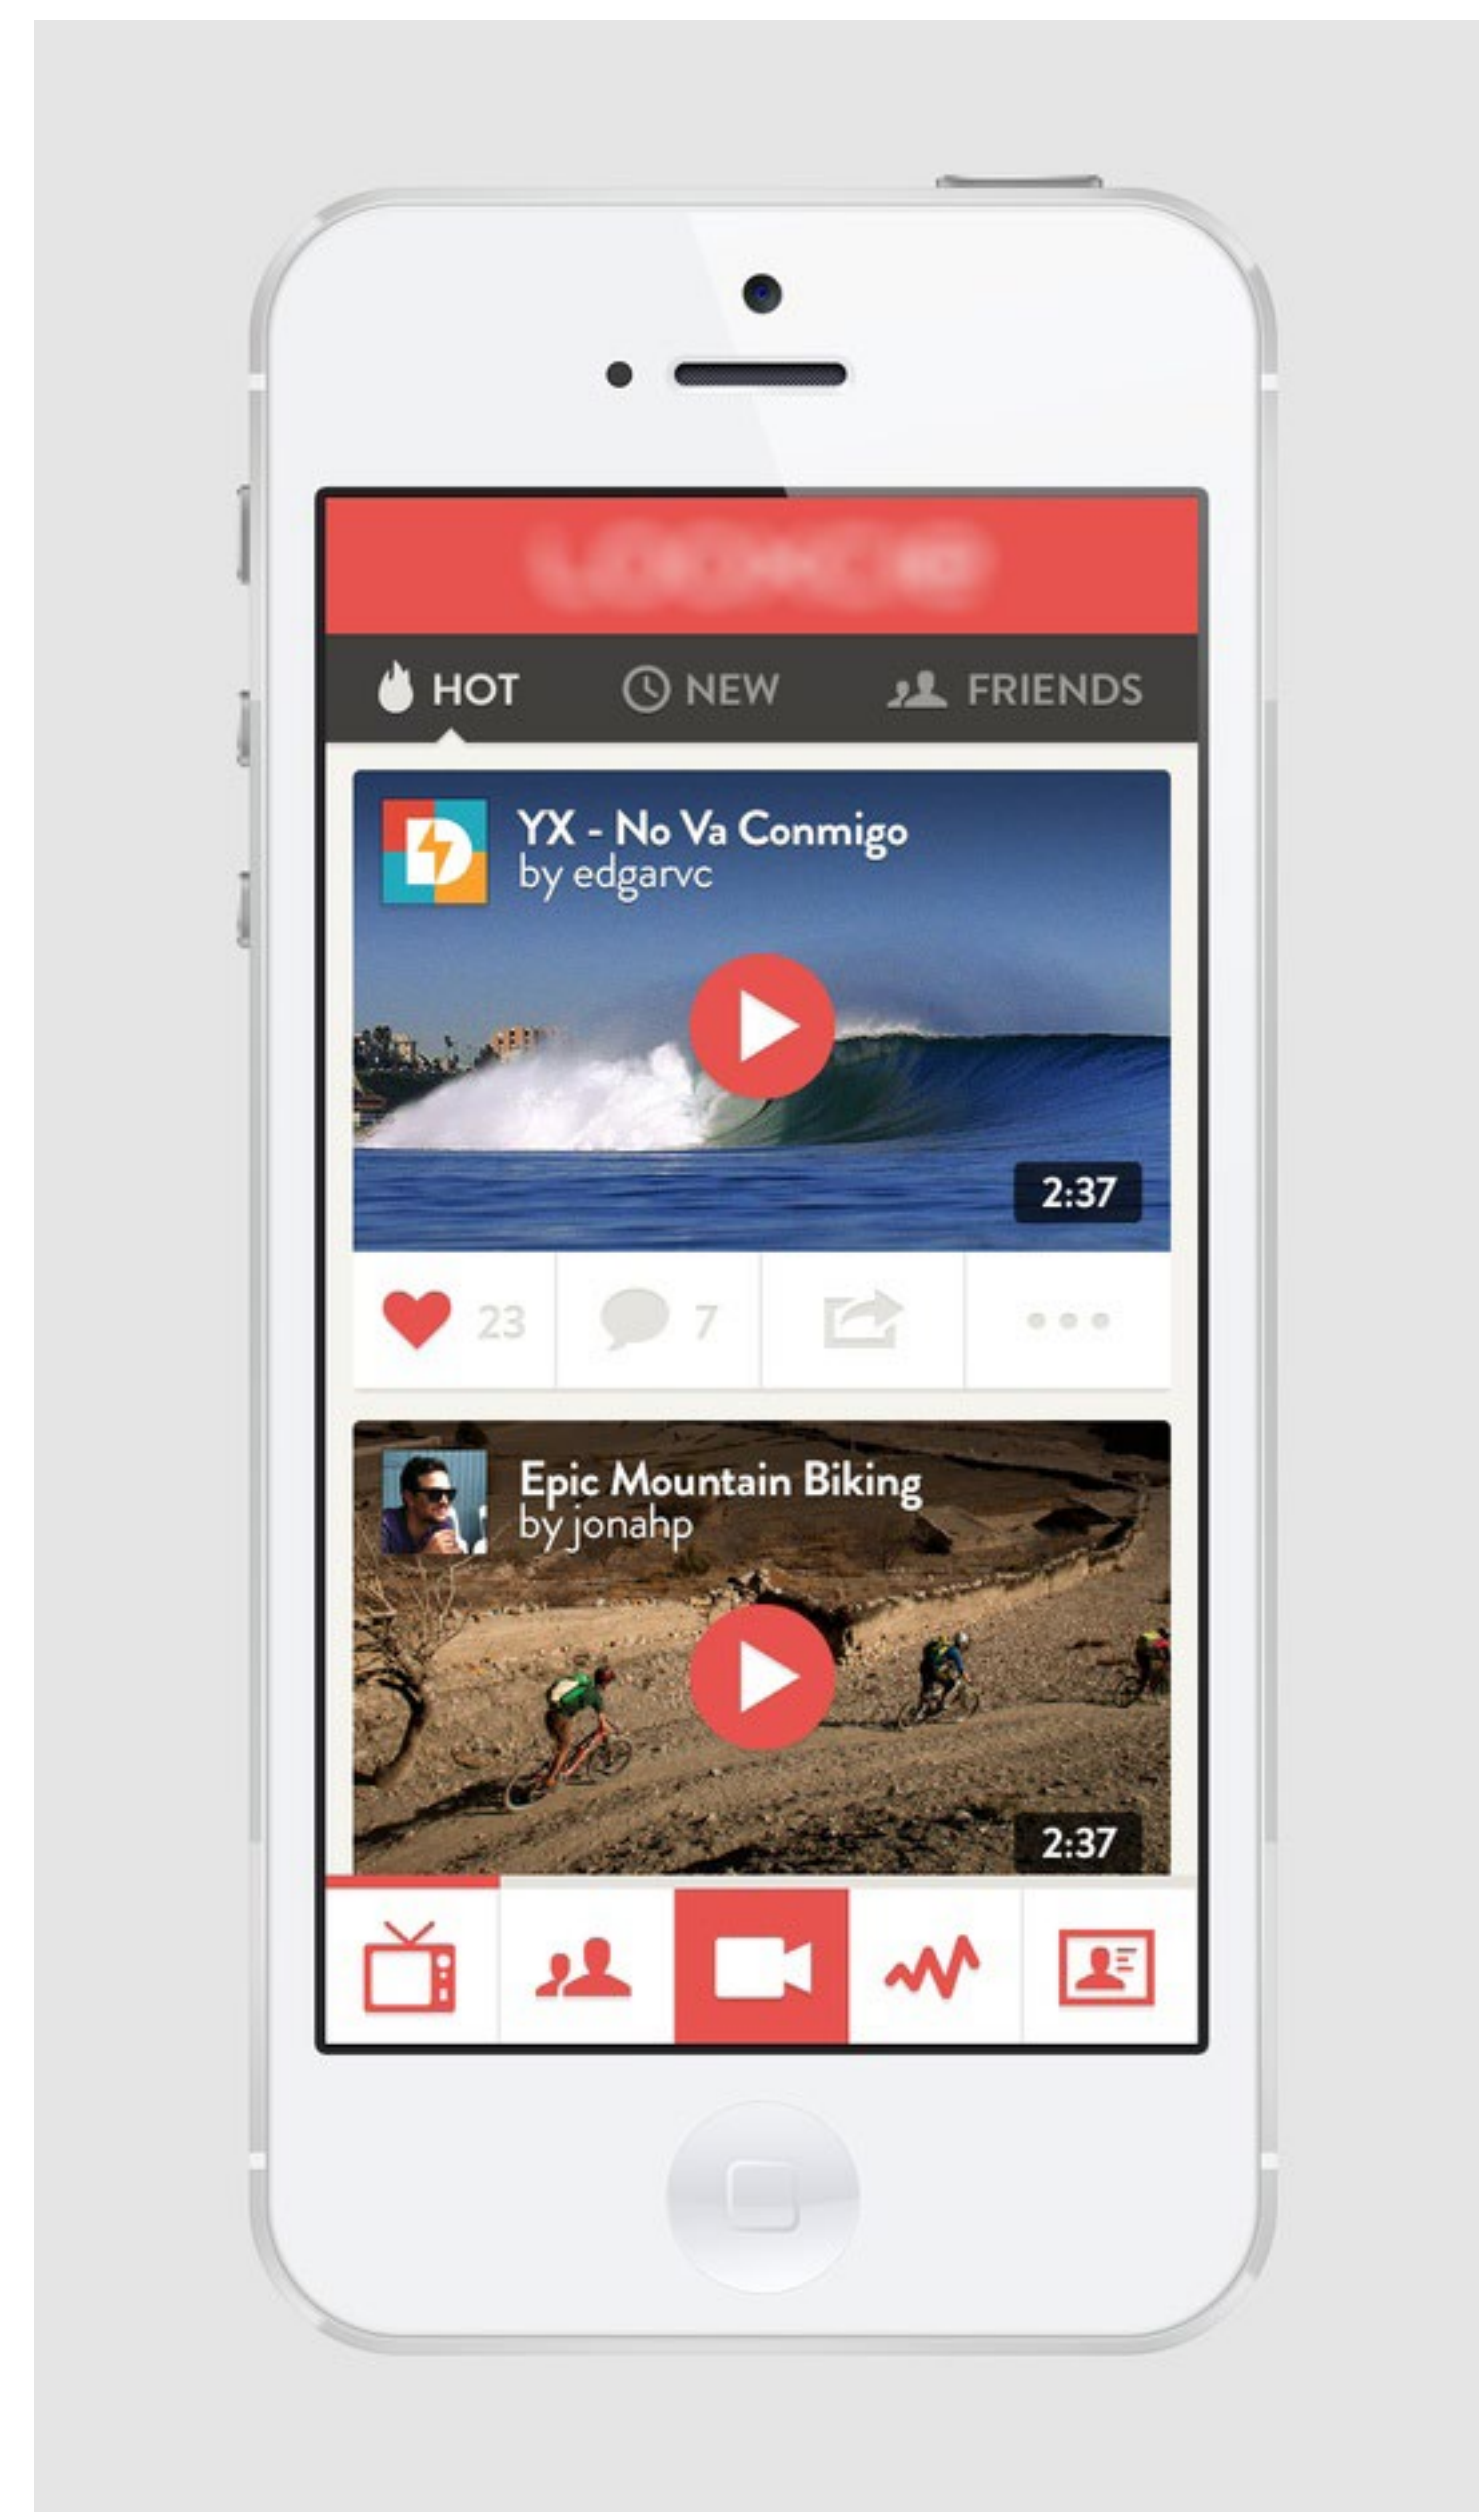 HOT
NEW
FRIENDS
YX - No Va Conmigo
by edgarvc
2:37
23
7
Epic Mountain Biking
by jonahp
2:37